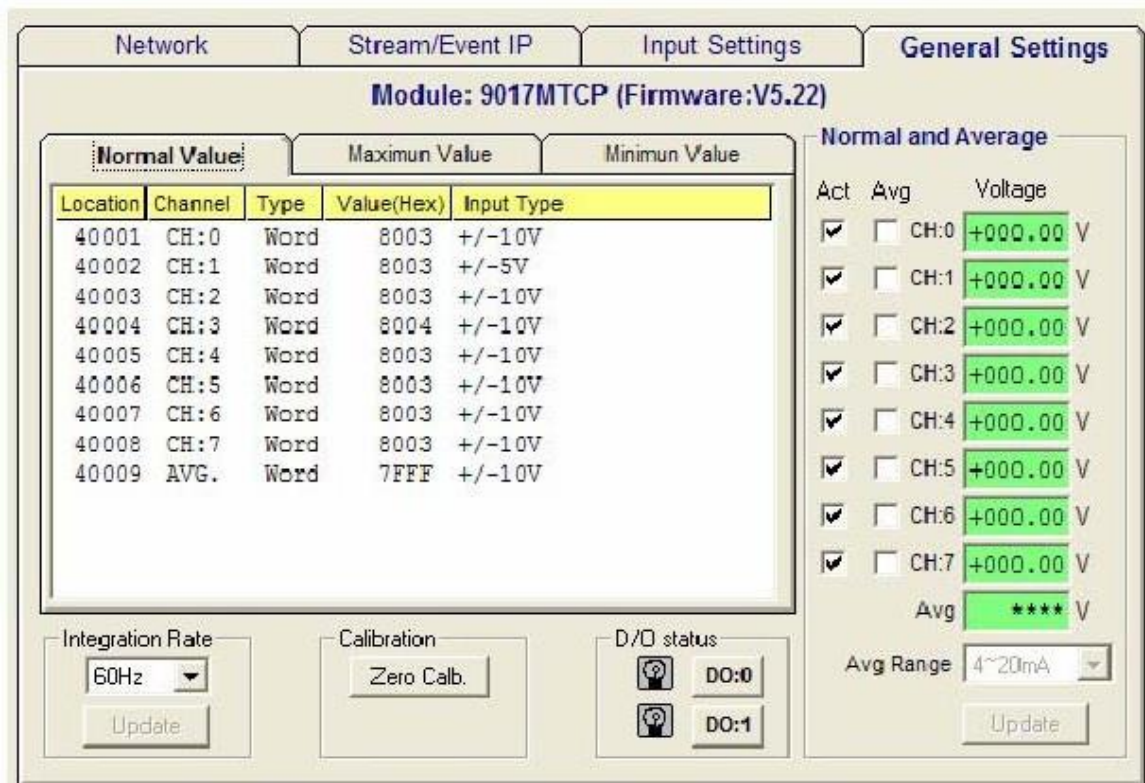 Network Stream/Event IP Input Settings General Settings
Module: 9017MTCP (Firmware:V5.22)
Normal Value Maximun Value Minimun Value
Location Channel Type Value(Hex) Input Type
40001 CH:0 Word 8003 +/-10V
40002 CH:1 Word 8003 +/-5V
40003 CH:2 Word 8003 +/-10V
40004 CH:3 Word 8004 +/-10V
40005 CH:4 Word 8003 +/-10V
40006 CH:5 Word 8003 +/-10V
40007 CH:6 Word 8003 +/-10V
40008 CH:7 Word 8003 +/-10V
40009 AVG. Word 7FFF +/-10V
Normal and Average
Act Avg Voltage
CH:0 +000.00 V
CH:1 +000.00 V
CH:2 +000.00 V
CH:3 +000.00 V
CH:4 +000.00 V
CH:5 +000.00 V
CH:6 +000.00 V
CH:7 +000.00 V
Avg **** V
Avg Range 4~20mA
Update
Integration Rate
60Hz
Update
Calibration
Zero Calb.
D/O status
DO:0
DO:1